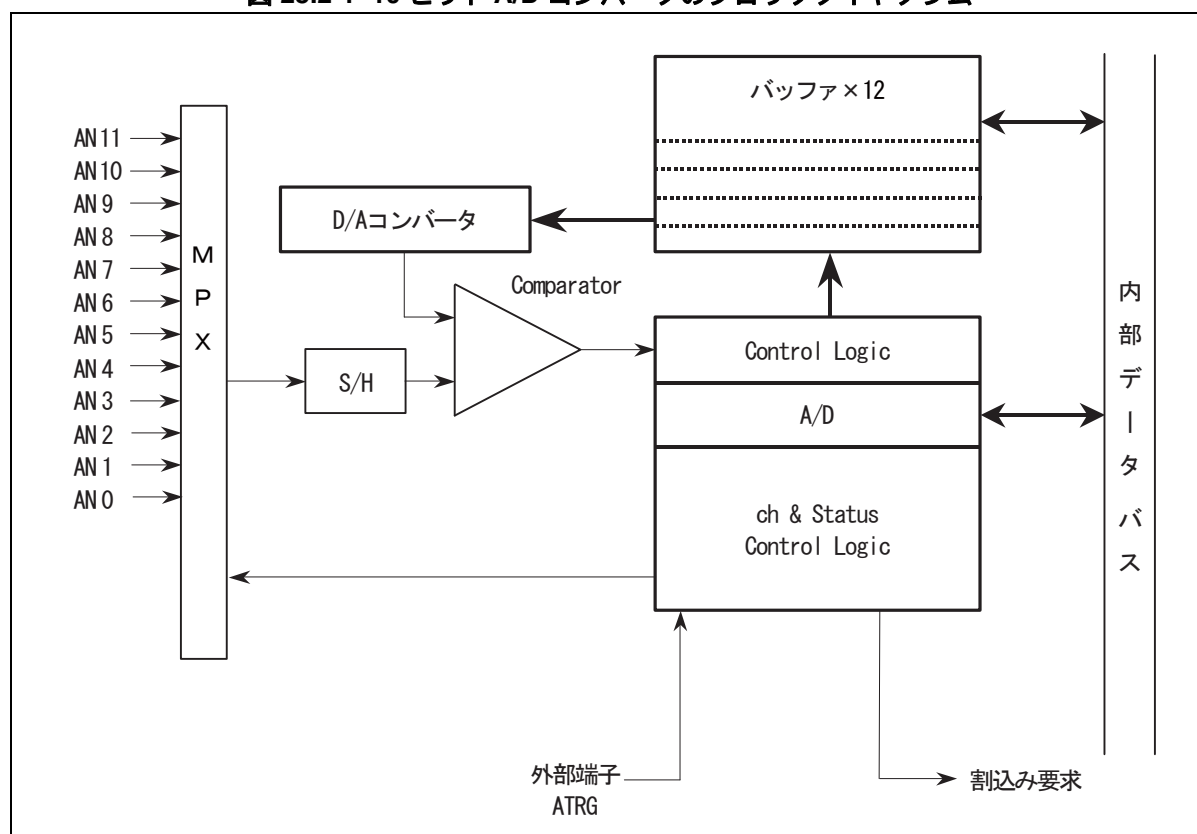 バッファ×12
AN11
AN10
AN9
AN8
AN7
AN6
AN5
AN4
AN3
AN2
AN1
AN0
MPX
D/Aコンバータ
Comparator
S/H
Control Logic
A/D
ch & Status
Control Logic
内部データバス
外部端子
ATRG
割込み要求